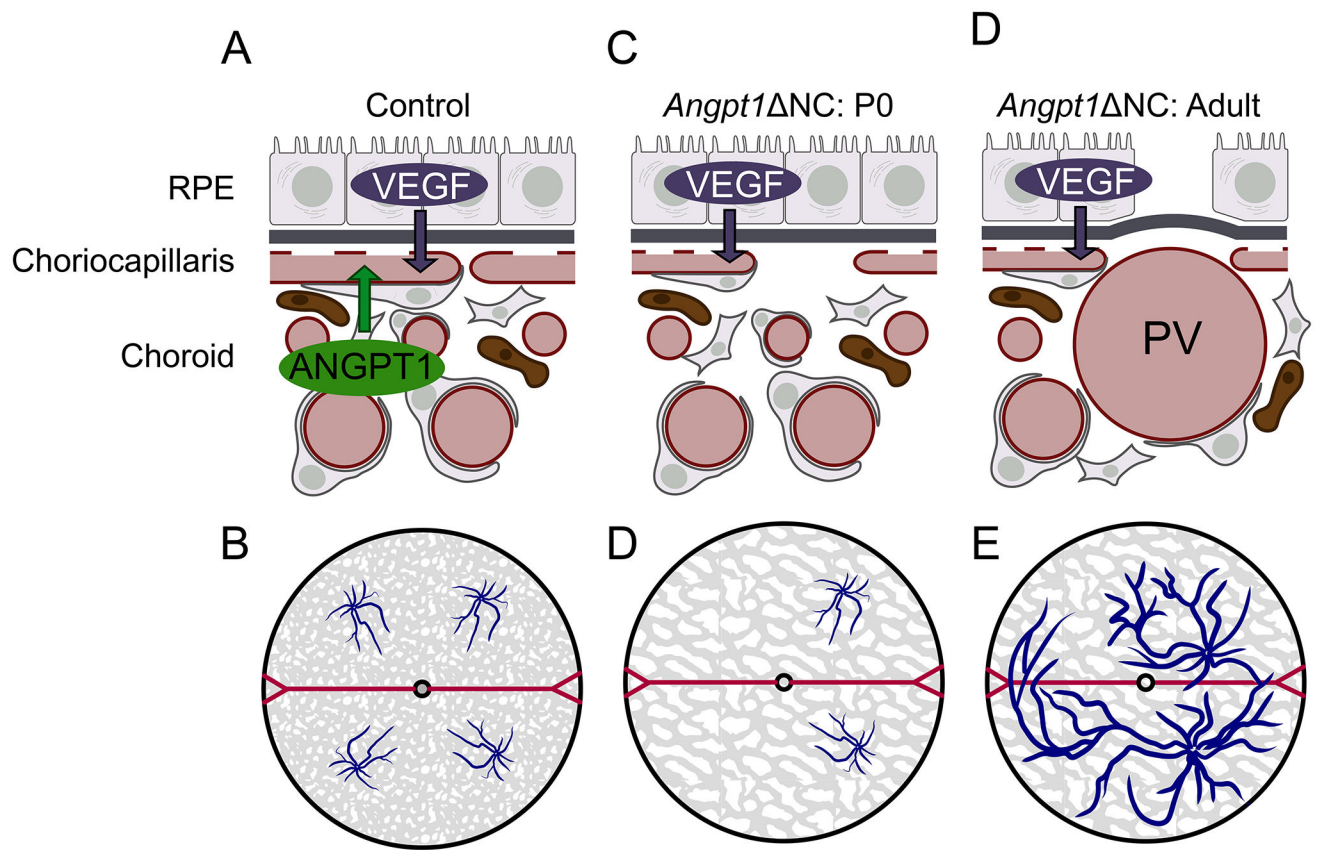 A
C
D
Control
Angpt1ΔNC: P0
Angpt1ΔNC: Adult
RPE
VEGF
VEGF
VEGF
Choriocapillaris
Choroid
ANGPT1
PV
B
D
E